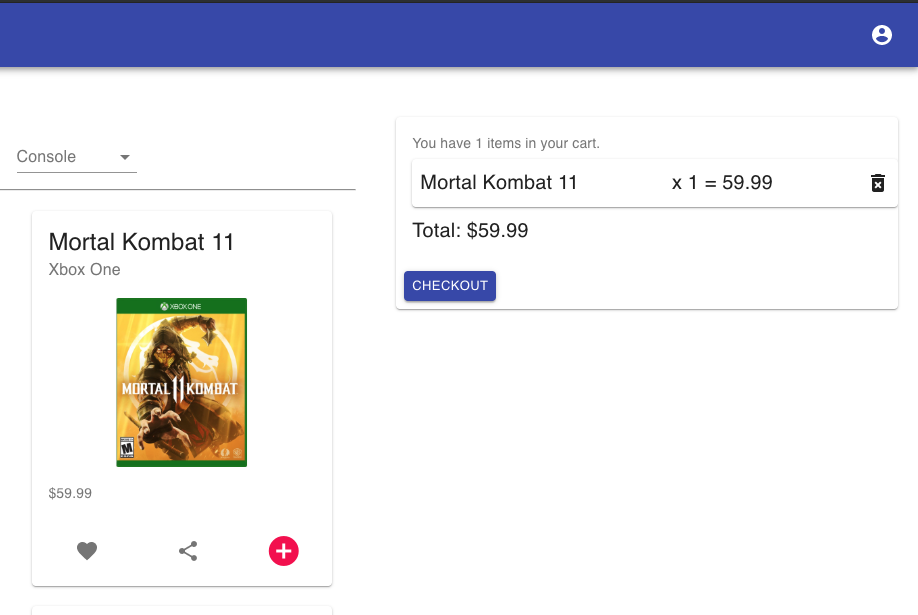 Console
You have 1 items in your cart.
Mortal Kombat 11 x 1 = 59.99
Total: $59.99
CHECKOUT
Mortal Kombat 11
Xbox One
XBOX ONE
MORTAL 11 KOMBAT
M
$59.99